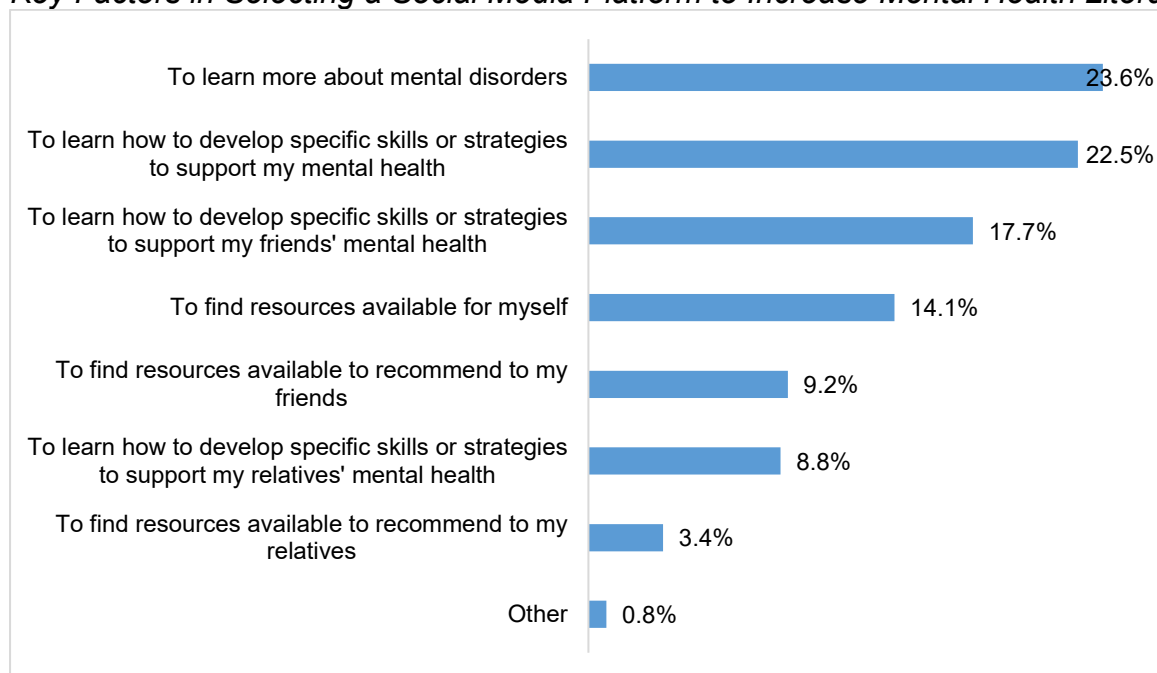 Key Factors in Selecting a Social Media Platform to Increase Mental Health
To learn more about mental disorders
23.6%
To learn how to develop specific skills or strategies
to support my mental health
22.5%
To learn how to develop specific skills or strategies
to support my friends' mental health
17.7%
To find resources available for myself
14.1%
To find resources available to recommend to my
friends
9.2%
To learn how to develop specific skills or strategies
to support my relatives' mental health
8.8%
To find resources available to recommend to my
relatives
3.4%
Other
0.8%